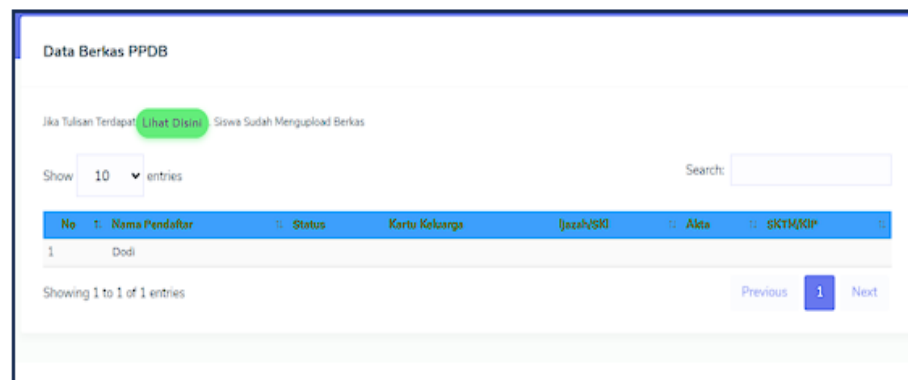 Data Berkas PPDB
Jika Tulisan Terdapat Lihat Disini Siswa Sudah Mengupload Berkas
Show 10 entries
Search:
No Nama Pendaftar Status Kartu Keluarga Ijazah/SKl Akta SKTM/KIP
1 Dodi
Showing 1 to 1 of 1 entries
Previous 1 Next